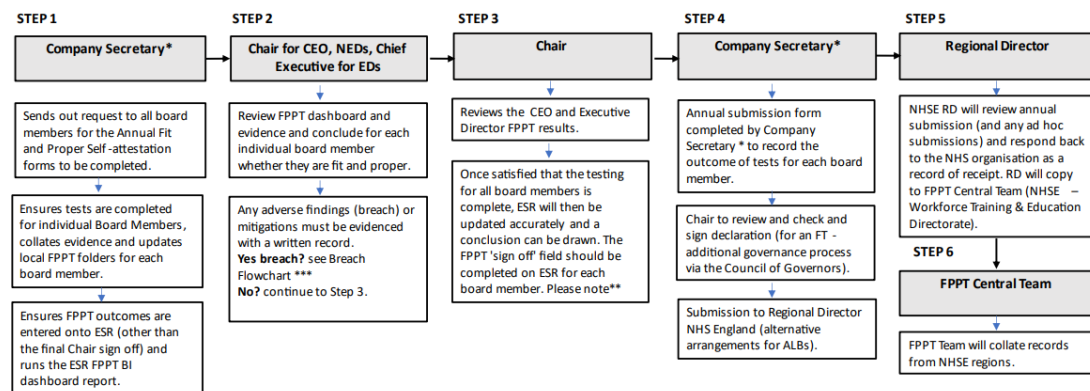 STEP 1
Company Secretary*
Sends out request to all board
members for the Annual Fit
and Proper Self-attestation
forms to be completed.
Ensures tests are completed
for individual Board Members,
collates evidence and updates
local FPPT folders for each
board member.
Ensures FPPT outcomes are
entered onto ESR (other than
the final Chair sign off) and
runs the ESR FPPT BI
dashboard report.
STEP 2
Chair for CEO, NEDs, Chief
Executive for EDs
Review FPPT dashboard and
evidence and conclude for each
individual board member
whether they are fit and proper.
Any adverse findings (breach) or
mitigations must be evidenced
with a written record.
Yes breach? see Breach
Flowchart ***
No? continue to Step 3.
STEP 3
Chair
Reviews the CEO and Executive
Director FPPT results.
Once satisfied that the testing
for all board members is
complete, ESR will then be
updated accurately and a
conclusion can be drawn. The
FPPT 'sign off' field should be
completed on ESR for each
board member. Please note**
STEP 4
Company Secretary*
Annual submission form
completed by Company
Secretary * to record the
outcome of tests for each board
member.
Chair to review and check and
sign declaration (for an FT -
additional governance process
via the Council of Governors).
Submission to Regional Director
NHS England (alternative
arrangements for ALBs).
STEP 5
Regional Director
NHSE RD will review annual
submission (and any ad hoc
submissions) and respond back
to the NHS organisation as a
record of receipt. RD will copy
to FPPT Central Team (NHSE –
Workforce Training & Education
Directorate).
STEP 6
FPPT Central Team
FPPT Team will collate records
from NHSE regions.